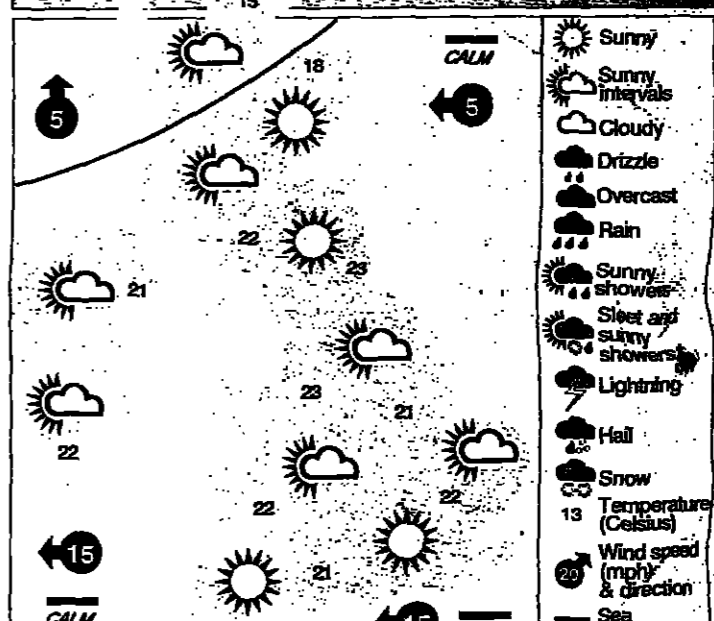 13
18
CALM
5
5
22
23
21
23
21
22
22
22
21
15
CALM
15
Sunny
Sunny
intervals
Cloudy
Drizzle
Overcast
Rain
Sunny
showers
Sleet and
sunny
showers
Lightning
Hail
Snow
13 Temperature
(Celsius)
20 Wind speed
(mph)
& direction
Sea